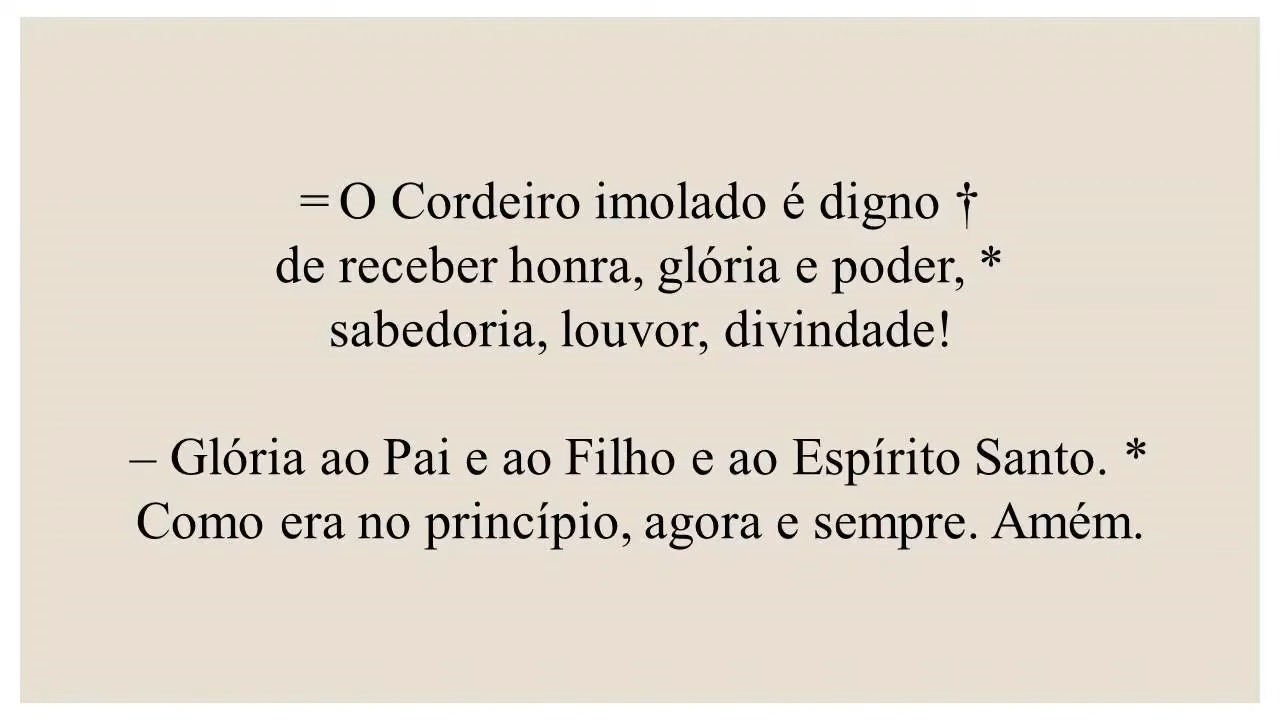 = O Cordeiro imolado é digno †
de receber honra, glória e poder, *
sabedoria, louvor, divindade!
– Glória ao Pai e ao Filho e ao Espírito Santo. *
Como era no princípio, agora e sempre. Amém.